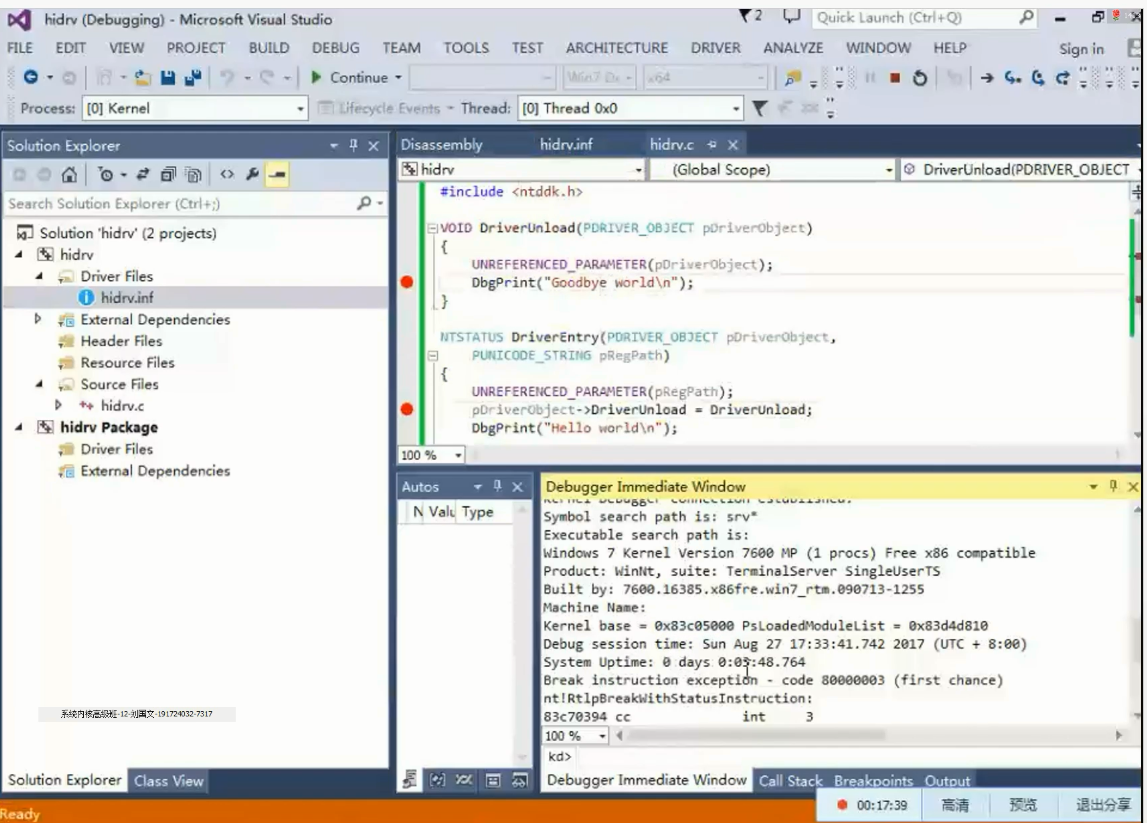 hidrv (Debugging) - Microsoft Visual Studio
2
Quick Launch (Ctrl+Q)
FILE EDIT VIEW PROJECT BUILD DEBUG TEAM TOOLS TEST ARCHITECTURE DRIVER ANALYZE WINDOW HELP Sign in
Continue Win7 De x64
Process: [0] Kernel Lifecycle Events Thread: [0] Thread 0x0
Solution Explorer
Search Solution Explorer (Ctrl+;)
Solution 'hidrv' (2 projects)
hidrv
Driver Files
hidrv.inf
External Dependencies
Header Files
Resource Files
Source Files
hidrv.c
hidrv Package
Driver Files
External Dependencies
系统内核高级班-12-刘国文-191724032-7317
Solution Explorer Class View
Disassembly hidrv.inf hidrv.c
hidrv (Global Scope) DriverUnload(PDRIVER_OBJECT
#include <ntddk.h>
VOID DriverUnload(PDRIVER_OBJECT pDriverObject)
{
UNREFERENCED_PARAMETER(pDriverObject);
DbgPrint("Goodbye world\n");
}
NTSTATUS DriverEntry(PDRIVER_OBJECT pDriverObject,
PUNICODE_STRING pRegPath)
{
UNREFERENCED_PARAMETER(pRegPath);
pDriverObject->DriverUnload = DriverUnload;
DbgPrint("Hello world\n");
100 %
Autos
N Valu Type
Debugger Immediate Window
Kernel Debugger connection established.
Symbol search path is: srv*
Executable search path is:
Windows 7 Kernel Version 7600 MP (1 procs) Free x86 compatible
Product: WinNt, suite: TerminalServer SingleUserTS
Built by: 7600.16385.x86fre.win7_rtm.090713-1255
Machine Name:
Kernel base = 0x83c05000 PsLoadedModuleList = 0x83d4d810
Debug session time: Sun Aug 27 17:33:41.742 2017 (UTC + 8:00)
System Uptime: 0 days 0:03:48.764
Break instruction exception - code 80000003 (first chance)
nt!RtlpBreakWithStatusInstruction:
83c70394 cc int 3
100 %
kd>
Debugger Immediate Window Call Stack Breakpoints Output
Ready
00:17:39 高清 预览 退出分享